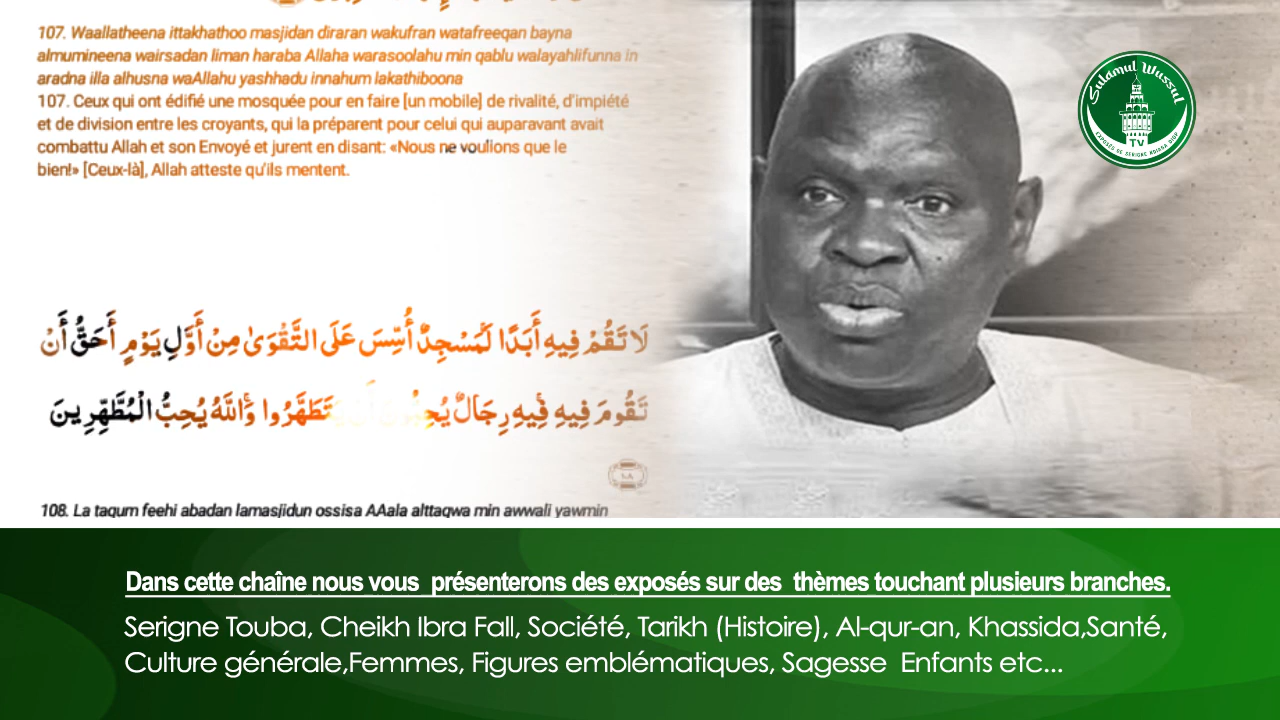 107. Waallatheena ittakhathoo masjidan diraran wakufran watafreeqan bayna
almumineena wairsadan liman haraba Allaha warasoolahu min qablu walayahlifunna in
aradna illa alhusna waAllahu yashhadu innahum lakathiboona
107. Ceux qui ont édifié une mosquée pour en faire [un mobile] de rivalité, d'impiété
et de division entre les croyants, qui la préparent pour celui qui auparavant avait
combattu Allah et son Envoyé et jurent en disant: «Nous ne voulions que le
bien!» [Ceux-là], Allah atteste qu'ils mentent.
لَا تَقُمْ فِيهِ أَبَدًا لَّمَسْجِدٌ أُسِّسَ عَلَى التَّقْوَىٰ مِنْ أَوَّلِ يَوْمٍ أَحَقُّ أَنْ
تَقُومَ فِيهِ فِيهِ رِجَالٌ يُحِبُّونَ أَنْ يَتَطَهَّرُوا وَاللَّهُ يُحِبُّ الْمُطَّهِّرِينَ
108. La taqum feehi abadan lamasjidun ossisa AAala alttaqwa min awwali yawmin
Sulamul Wussul
TV
EXPOSÉS DE SERIGNE ADIARA DIOP
Dans cette chaîne nous vous présenterons des exposés sur des thèmes touchant plusieurs branches.
Serigne Touba, Cheikh Ibra Fall, Société, Tarikh (Histoire), Al-qur-an, Khassida,Santé,
Culture générale,Femmes, Figures emblématiques, Sagesse Enfants etc...